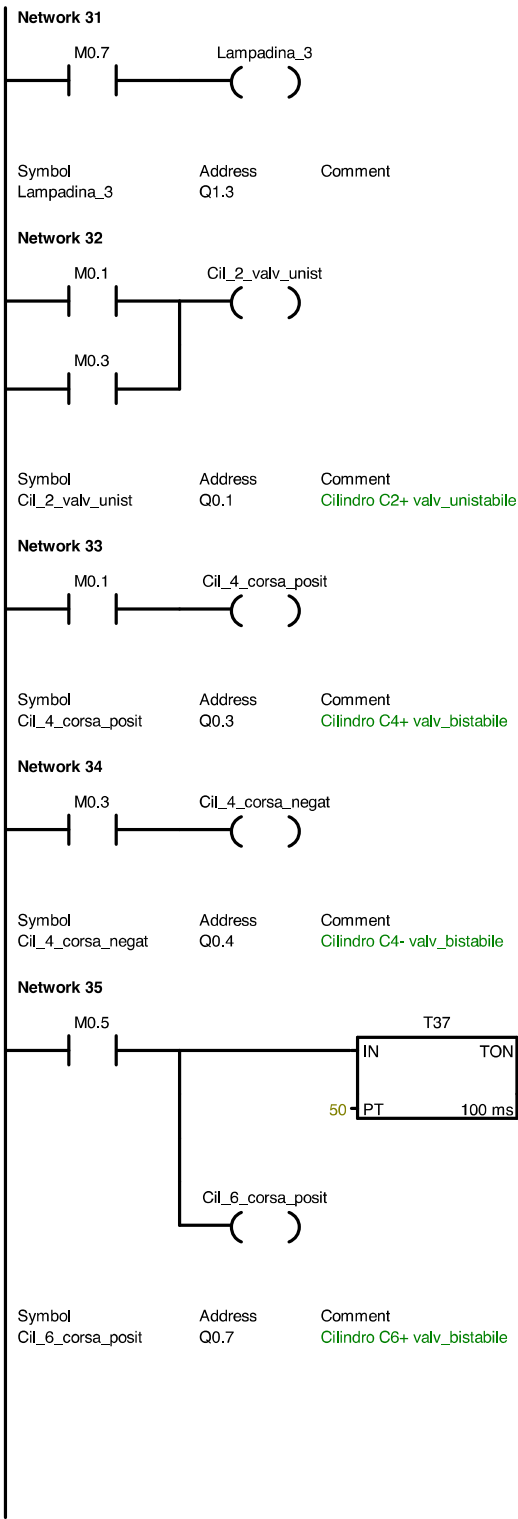 Network 31
M0.7 Lampadina_3
Symbol Address Comment
Lampadina_3 Q1.3
Network 32
M0.1 Cil_2_valv_unist
M0.3
Symbol Address Comment
Cil_2_valv_unist Q0.1 Cilindro C2+ valv_unistabile
Network 33
M0.1 Cil_4_corsa_posit
Symbol Address Comment
Cil_4_corsa_posit Q0.3 Cilindro C4+ valv_bistabile
Network 34
M0.3 Cil_4_corsa_negat
Symbol Address Comment
Cil_4_corsa_negat Q0.4 Cilindro C4- valv_bistabile
Network 35
M0.5 T37
IN TON
50 PT 100 ms
Cil_6_corsa_posit
Symbol Address Comment
Cil_6_corsa_posit Q0.7 Cilindro C6+ valv_bistabile